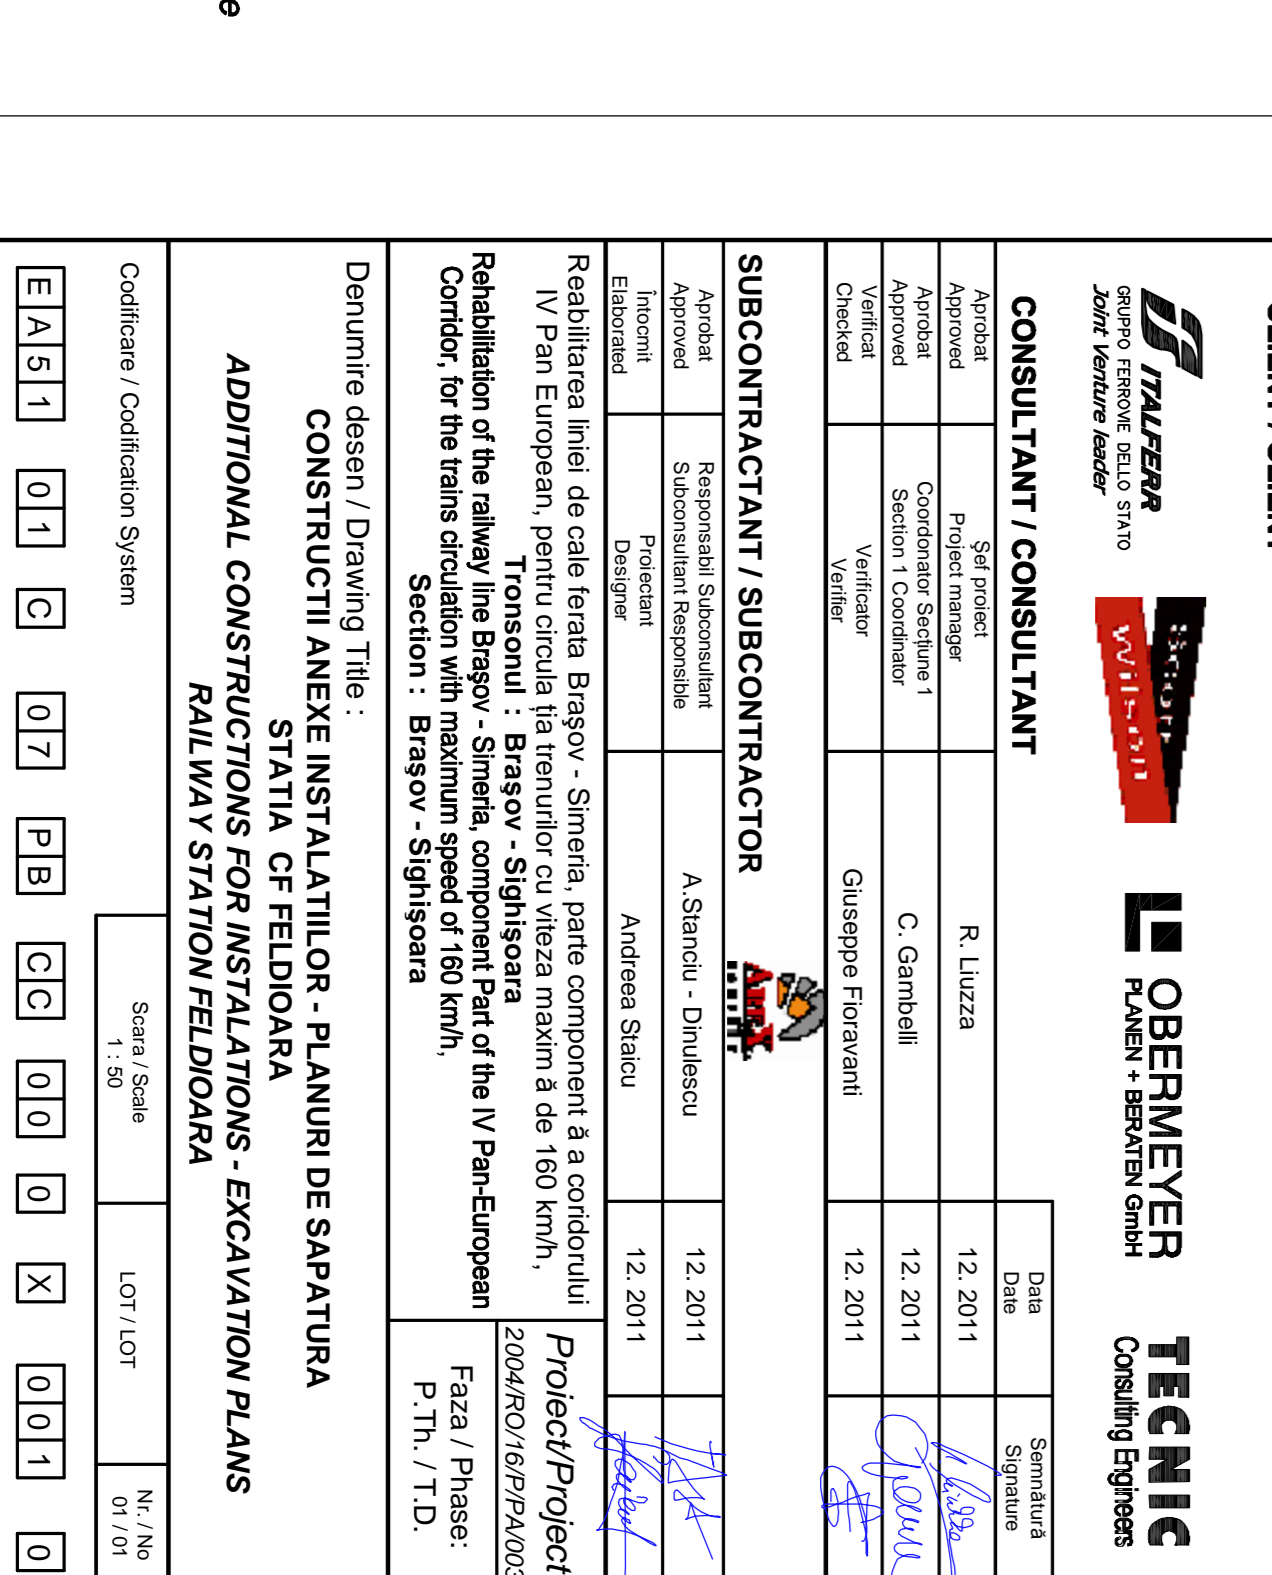 ITALFERR
GRUPPO FERROVIE DELLO STATO
Joint Venture leader
Wilson
OBERMEYER
PLANEN + BERATEN GmbH
TECNIC
Consulting Engineers
CONSULTANT / CONSULTANT
Data
Date
Semnătură
Signature
Aprobat
Approved
Şef proiect
Project manager
R. Liuzza
12. 2011
Aprobat
Approved
Coordonator Secţiune 1
Section 1 Coordinator
C. Gambelli
12. 2011
Verificat
Checked
Verificator
Verifier
Giuseppe Fioravanti
12. 2011
SUBCONTRACTANT / SUBCONTRACTOR
Aprobat
Approved
Responsabil Subconsultant
Subconsultant Responsible
A.Stanciu - Dinulescu
12. 2011
Întocmit
Elaborated
Proiectant
Designer
Andreea Staicu
12. 2011
Reabilitarea liniei de cale ferata Braşov - Simeria, parte component ă a coridorului
IV Pan European, pentru circula ţia trenurilor cu viteza maxim ă de 160 km/h,
Tronsonul : Braşov - Sighişoara
Rehabilitation of the railway line Braşov - Simeria, component Part of the IV Pan-European
Corridor, for the trains circulation with maximum speed of 160 km/h,
Section : Braşov - Sighişoara
Proiect/Project
2004/RO/16/P/PA/003
Faza / Phase:
P.Th. / T.D.
Denumire desen / Drawing Title :
CONSTRUCTII ANEXE INSTALATIILOR - PLANURI DE SAPATURA
STATIA CF FELDIOARA
ADDITIONAL CONSTRUCTIONS FOR INSTALATIONS - EXCAVATION PLANS
RAILWAY STATION FELDIOARA
Codificare / Codification System
Scara / Scale
1 : 50
LOT / LOT
Nr. / No
01 / 01
E A 5 1 0 1 C 0 7 P B C C 0 0 0 X 0 0 1 0